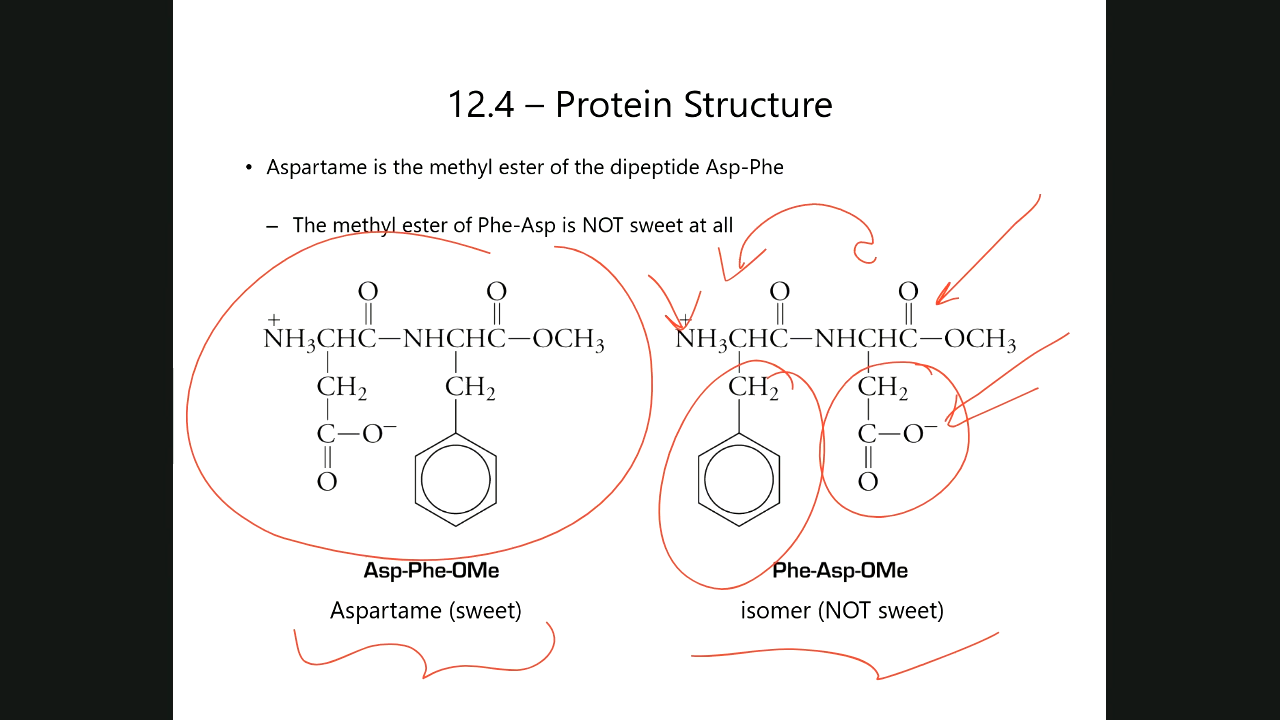 12.4 – Protein Structure
• Aspartame is the methyl ester of the dipeptide Asp-Phe
– The methyl ester of Phe-Asp is NOT sweet at all
O O O O
+ +
NH₃CHC—NHCHC—OCH₃ NH₃CHC—NHCHC—OCH₃
CH₂ CH₂ CH₂ CH₂
C—O⁻ C—O⁻
O O
Asp-Phe-OMe Phe-Asp-OMe
Aspartame (sweet) isomer (NOT sweet)